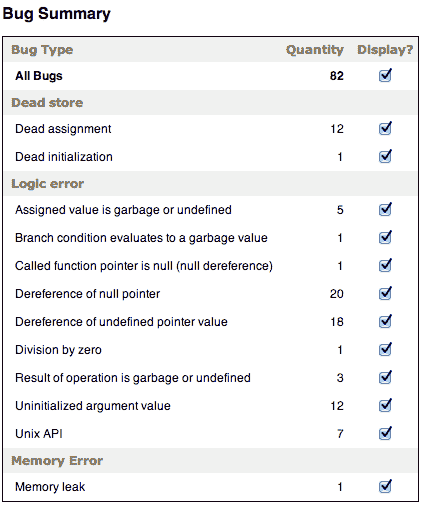 Bug Summary
Bug Type Quantity Display?
All Bugs 82
Dead store
Dead assignment 12
Dead initialization 1
Logic error
Assigned value is garbage or undefined 5
Branch condition evaluates to a garbage value 1
Called function pointer is null (null dereference) 1
Dereference of null pointer 20
Dereference of undefined pointer value 18
Division by zero 1
Result of operation is garbage or undefined 3
Uninitialized argument value 12
Unix API 7
Memory Error
Memory leak 1